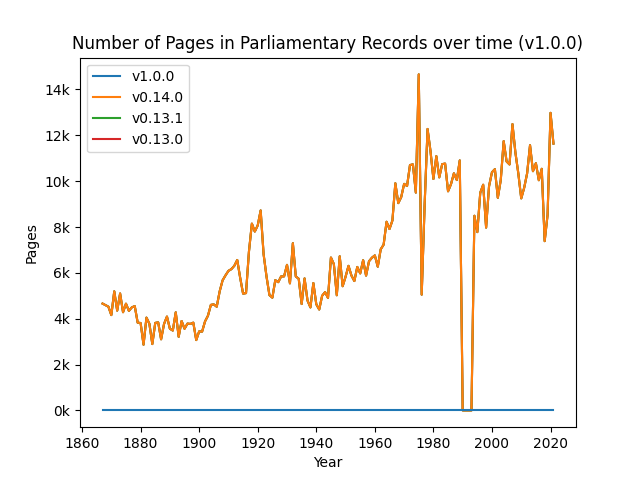 Number of Pages in Parliamentary Records over time (v1.0.0)
v1.0.0
v0.14.0
v0.13.1
v0.13.0
14k
12k
10k
8k
6k
4k
2k
0k
Pages
1860 1880 1900 1920 1940 1960 1980 2000 2020
Year